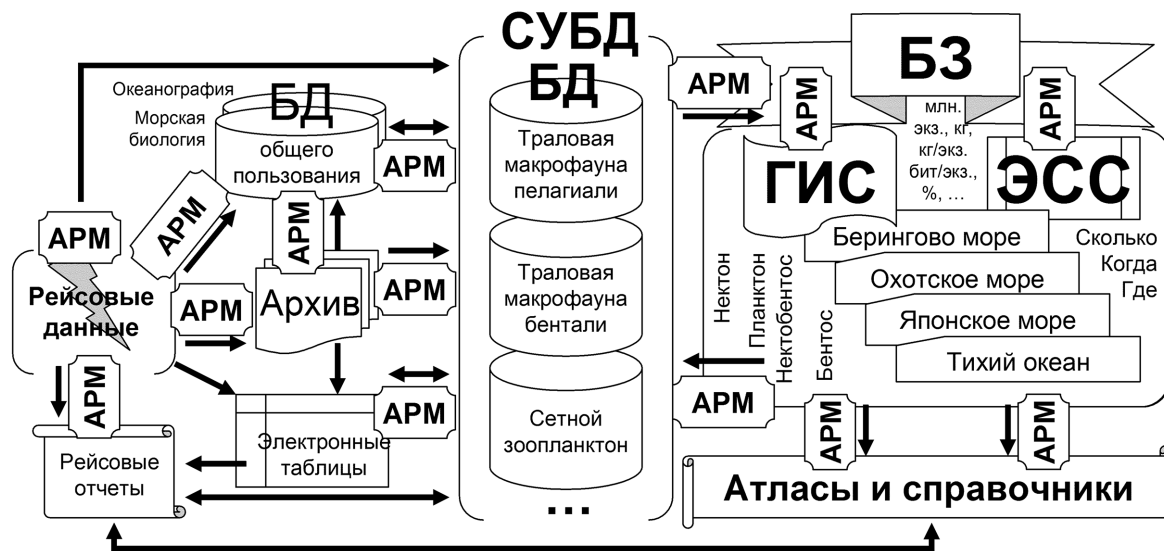 СУБД
БД
АРМ
Океанография
Морская
биология
БД
общего
пользования
АРМ
АРМ
АРМ
АРМ
Рейсовые
данные
АРМ
Архив
АРМ
АРМ
АРМ
Электронные
таблицы
Рейсовые
отчеты
Траловая
макрофауна
пелагиали
Траловая
макрофауна
бентали
Сетной
зоопланктон
...
АРМ
АРМ
БЗ
АРМ
млн.
экз., кг,
кг/экз.
бит/экз.,
%, ...
ГИС
ЭСС
Берингово море
Охотское море
Японское море
Тихий океан
Сколько
Когда
Где
Нектон
Планктон
Нектобентос
Бентос
АРМ
АРМ
АРМ
Атласы и справочники